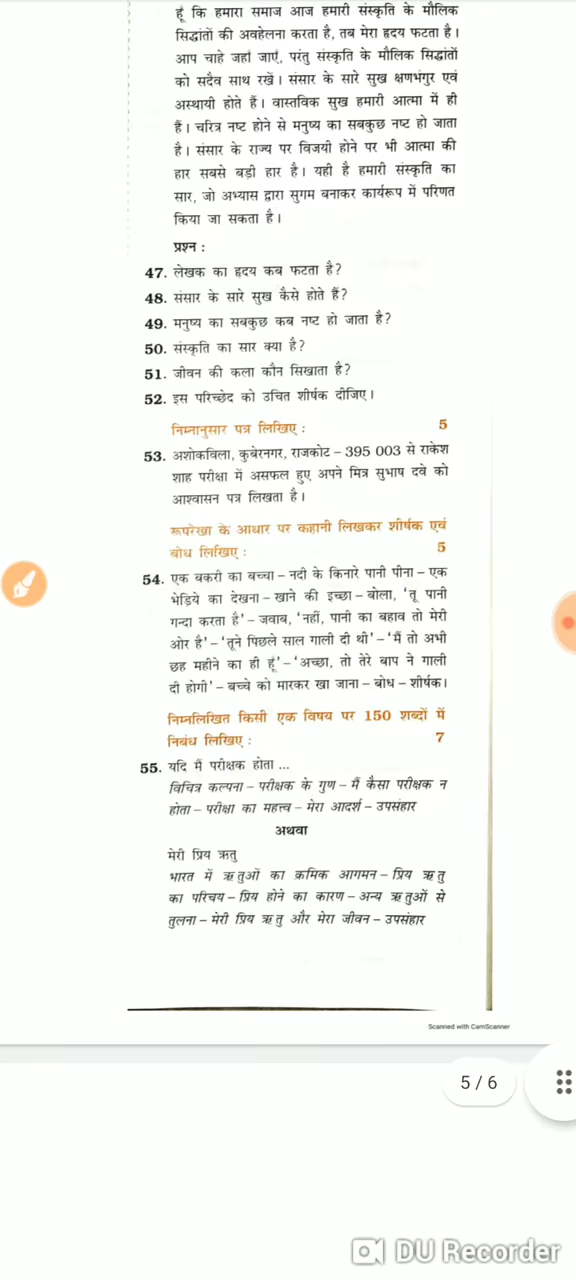 हूँ कि हमारा समाज आज हमारी संस्कृति के मौलिक
सिद्धांतों की अवहेलना करता है, तब मेरा हृदय फटता है।
आप चाहे जहाँ जाएँ, परंतु संस्कृति के मौलिक सिद्धांतों
को सदैव साथ रखें। संसार के सारे सुख क्षणभंगुर एवं
अस्थायी होते हैं। वास्तविक सुख हमारी आत्मा में ही
हैं। चरित्र नष्ट होने से मनुष्य का सबकुछ नष्ट हो जाता
है। संसार के राज्य पर विजयी होने पर भी आत्मा की
हार सबसे बड़ी हार है। यही है हमारी संस्कृति का
सार, जो अभ्यास द्वारा सुगम बनाकर कार्यरूप में परिणत
किया जा सकता है।
प्रश्न :
47. लेखक का हृदय कब फटता है?
48. संसार के सारे सुख कैसे होते हैं?
49. मनुष्य का सबकुछ कब नष्ट हो जाता है?
50. संस्कृति का सार क्या है?
51. जीवन की कला कौन सिखाता है?
52. इस परिच्छेद को उचित शीर्षक दीजिए।
निम्नानुसार पत्र लिखिए : 5
53. अशोकविला, कुबेरनगर, राजकोट – 395 003 से राकेश
शाह परीक्षा में असफल हुए अपने मित्र सुभाष दवे को
आश्वासन पत्र लिखता है।
रूपरेखा के आधार पर कहानी लिखकर शीर्षक एवं
बोध लिखिए : 5
54. एक बकरी का बच्चा – नदी के किनारे पानी पीना – एक
भेड़िये का देखना – खाने की इच्छा – बोला, 'तू पानी
गन्दा करता है' – जवाब, 'नहीं, पानी का बहाव तो मेरी
ओर है' – 'तूने पिछले साल गाली दी थी' – 'मैं तो अभी
छह महीने का ही हूँ' – 'अच्छा, तो तेरे बाप ने गाली
दी होगी' – बच्चे को मारकर खा जाना – बोध – शीर्षक।
निम्नलिखित किसी एक विषय पर 150 शब्दों में
निबंध लिखिए : 7
55. यदि मैं परीक्षक होता ...
विचित्र कल्पना – परीक्षक के गुण – मैं कैसा परीक्षक न
होता – परीक्षा का महत्त्व – मेरा आदर्श – उपसंहार
अथवा
मेरी प्रिय ऋतु
भारत में ऋतुओं का क्रमिक आगमन – प्रिय ऋतु
का परिचय – प्रिय होने का कारण – अन्य ऋतुओं से
तुलना – मेरी प्रिय ऋतु और मेरा जीवन – उपसंहार
Scanned with CamScanner
5 / 6
DU Recorder